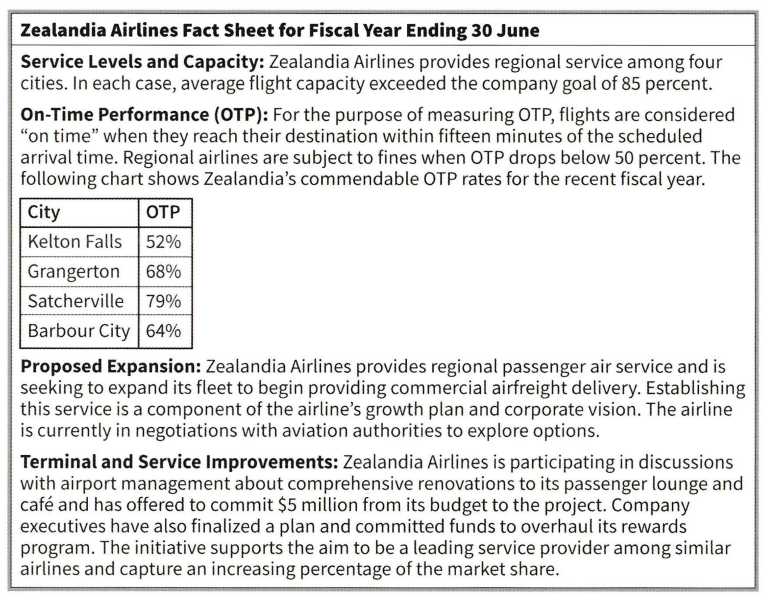 Zealandia Airlines Fact Sheet for Fiscal Year Ending 30 June
Service Levels and Capacity: Zealandia Airlines provides regional service among four
cities. In each case, average flight capacity exceeded the company goal of 85 percent.
On-Time Performance (OTP): For the purpose of measuring OTP, flights are considered
“on time” when they reach their destination within fifteen minutes of the scheduled
arrival time. Regional airlines are subject to fines when OTP drops below 50 percent. The
following chart shows Zealandia’s commendable OTP rates for the recent fiscal year.
City OTP
Kelton Falls 52%
Grangerton 68%
Satcherville 79%
Barbour City 64%
Proposed Expansion: Zealandia Airlines provides regional passenger air service and is
seeking to expand its fleet to begin providing commercial airfreight delivery. Establishing
this service is a component of the airline’s growth plan and corporate vision. The airline
is currently in negotiations with aviation authorities to explore options.
Terminal and Service Improvements: Zealandia Airlines is participating in discussions
with airport management about comprehensive renovations to its passenger lounge and
café and has offered to commit $5 million from its budget to the project. Company
executives have also finalized a plan and committed funds to overhaul its rewards
program. The initiative supports the aim to be a leading service provider among similar
airlines and capture an increasing percentage of the market share.